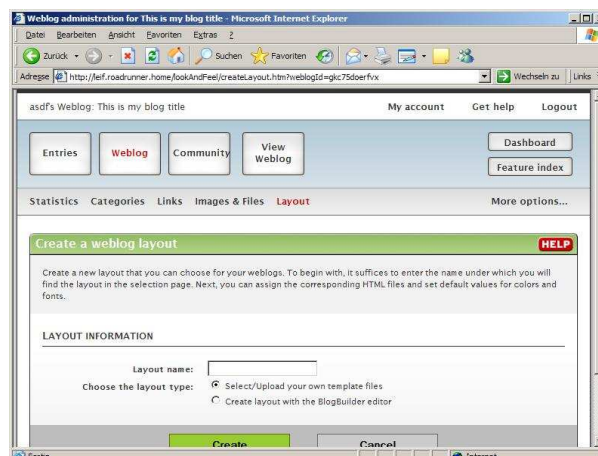 Weblog administration for This is my blog title - Microsoft Internet Explorer
Datei Bearbeiten Ansicht Favoriten Extras ?
Zurück Suchen Favoriten
Adresse http://leif.roadrunner.home/lookAndFeel/createLayout.htm?weblogId=gkc75doerfvx Wechseln zu Links
asdf's Weblog: This is my blog title My account Get help Logout
Entries Weblog Community View Weblog Dashboard
Feature index
Statistics Categories Links Images & Files Layout More options...
Create a weblog layout HELP
Create a new layout that you can choose for your weblogs. To begin with, it suffices to enter the name under which you will
find the layout in the selection page. Next, you can assign the corresponding HTML files and set default values for colors and
fonts.
LAYOUT INFORMATION
Layout name:
Choose the layout type: Select/Upload your own template files
Create layout with the BlogBuilder editor
Create Cancel
Fertig Internet